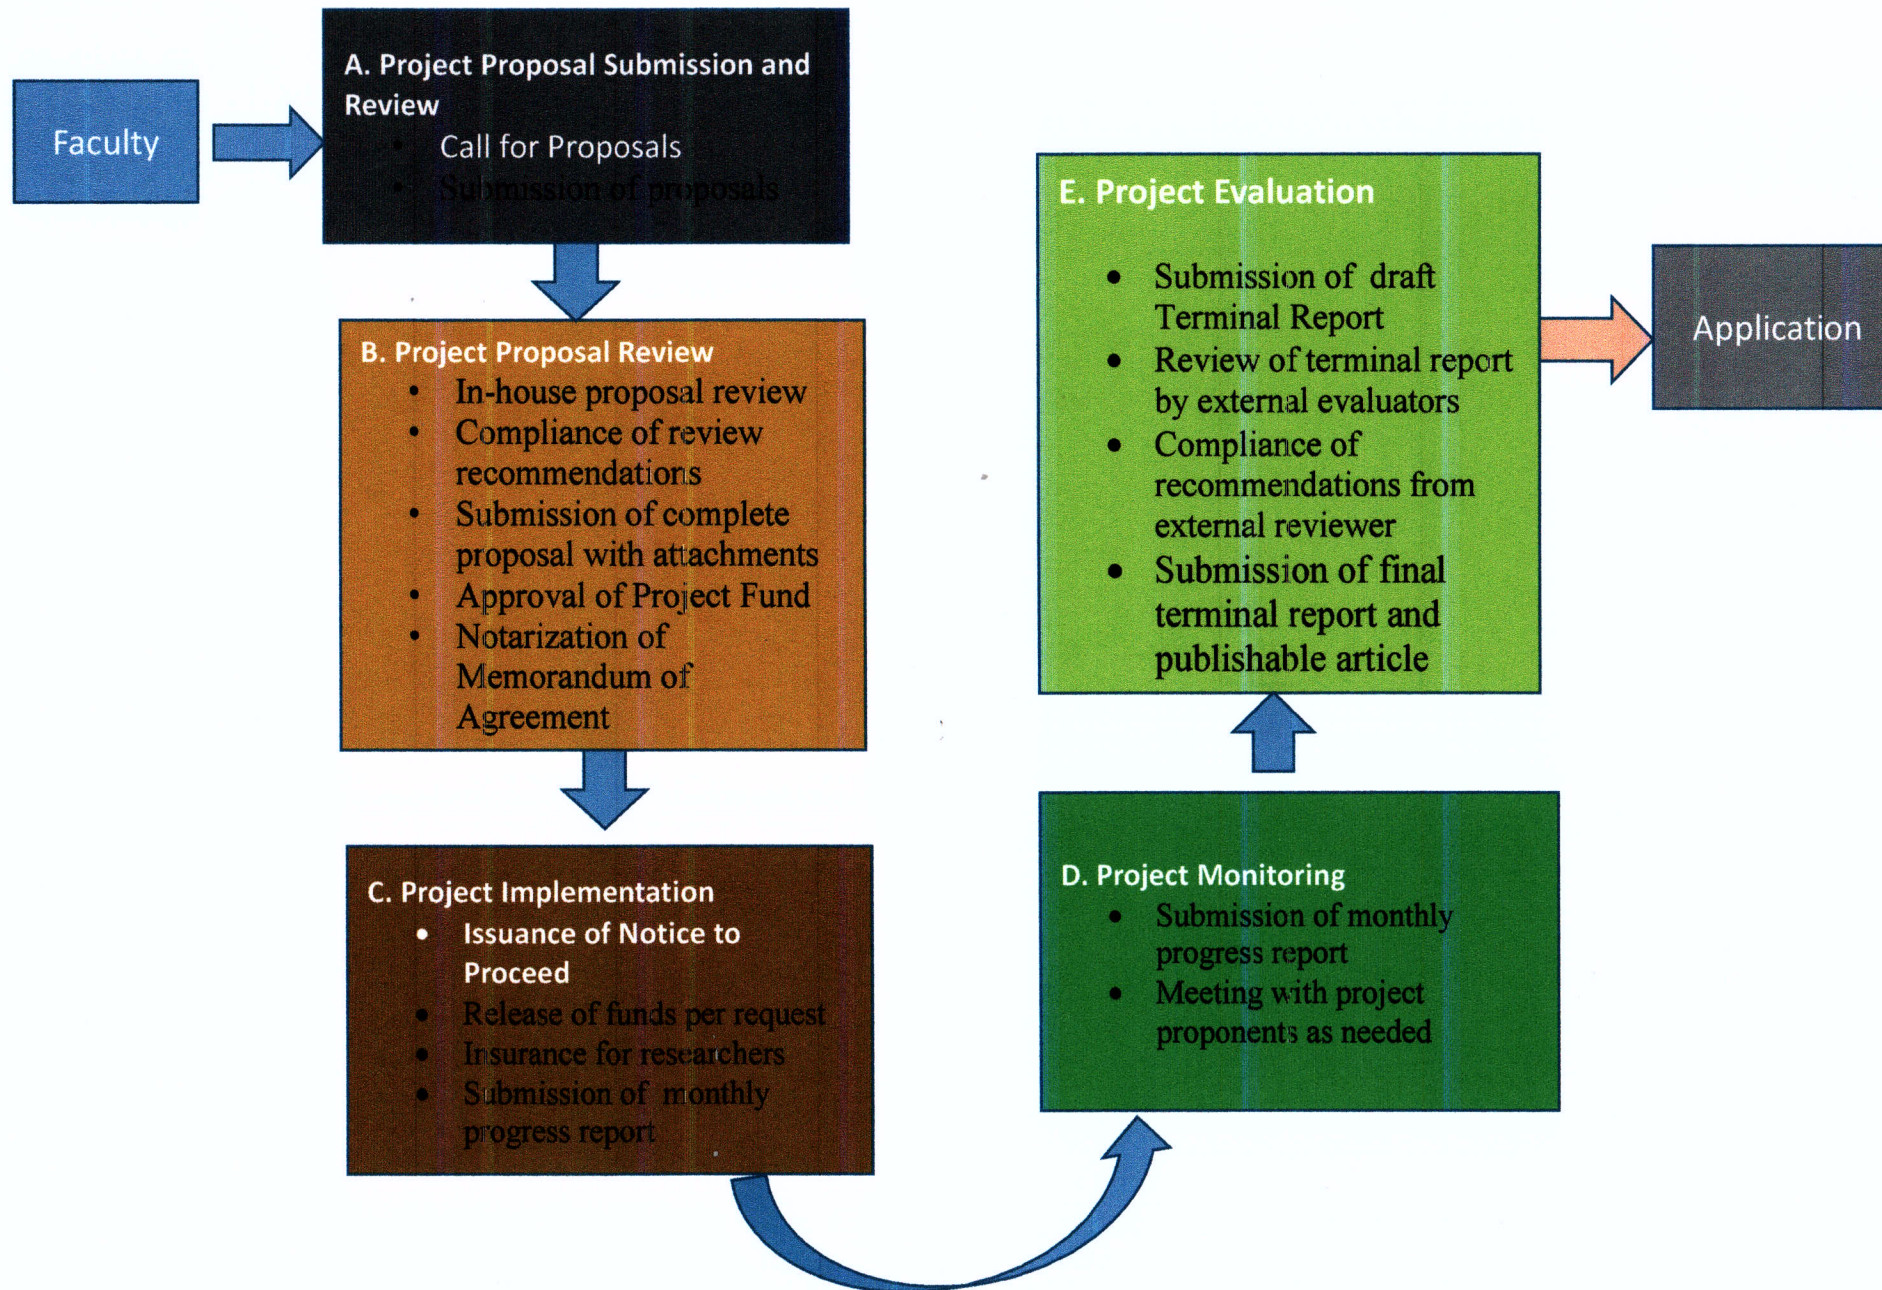 Faculty
A. Project Proposal Submission and
Review
• Call for Proposals
• Submission of proposals
B. Project Proposal Review
• In-house proposal review
• Compliance of review
recommendations
• Submission of complete
proposal with attachments
• Approval of Project Fund
• Notarization of
Memorandum of
Agreement
C. Project Implementation
• Issuance of Notice to
Proceed
• Release of funds per request
• Insurance for researchers
• Submission of monthly
progress report
D. Project Monitoring
• Submission of monthly
progress report
• Meeting with project
proponents as needed
E. Project Evaluation
• Submission of draft
Terminal Report
• Review of terminal report
by external evaluators
• Compliance of
recommendations from
external reviewer
• Submission of final
terminal report and
publishable article
Application